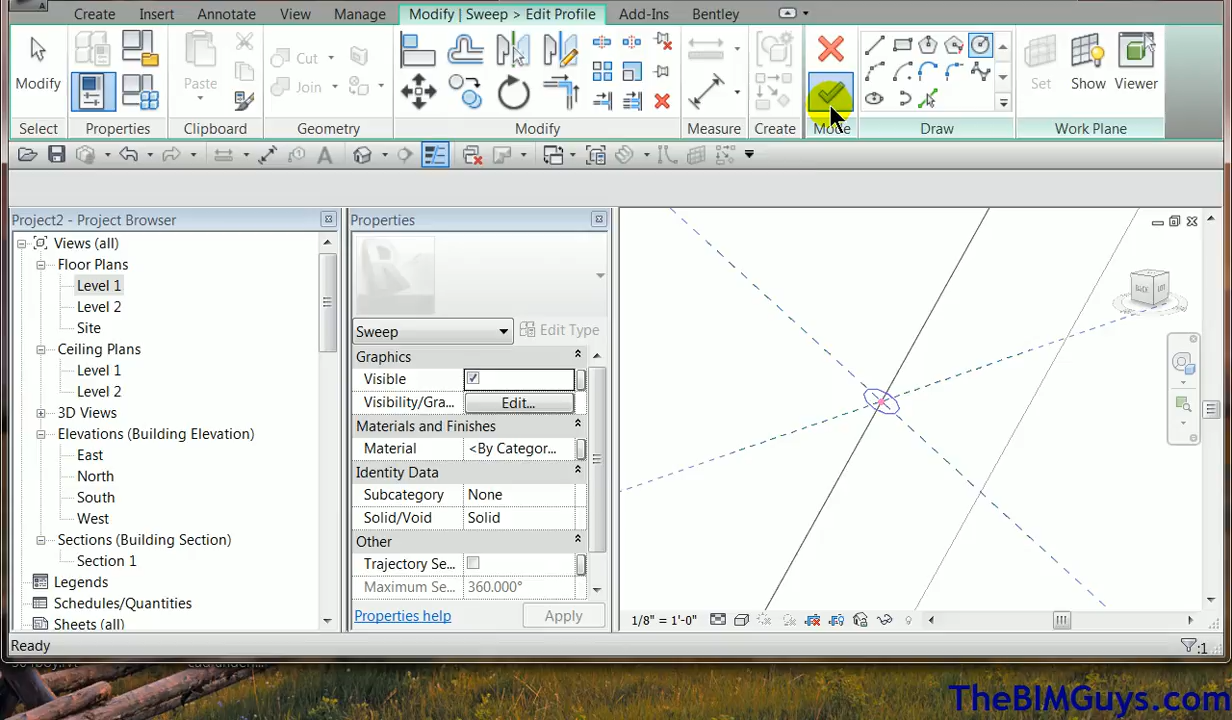 Create Insert Annotate View Manage Modify | Sweep > Edit Profile Add-Ins Bentley
Modify
Paste
Cut
Join
Set Show Viewer
Select Properties Clipboard Geometry Modify Measure Create Mode Draw Work Plane
Project2 - Project Browser
Views (all)
Floor Plans
Level 1
Level 2
Site
Ceiling Plans
Level 1
Level 2
3D Views
Elevations (Building Elevation)
East
North
South
West
Sections (Building Section)
Section 1
Legends
Schedules/Quantities
Sheets (all)
Properties
Sweep Edit Type
Graphics
Visible
Visibility/Gra... Edit...
Materials and Finishes
Material <By Categor...
Identity Data
Subcategory None
Solid/Void Solid
Other
Trajectory Se...
Maximum Se... 360.000°
Properties help Apply
BACK
1/8" = 1'-0"
Ready
:1
TheBIMGuys.com